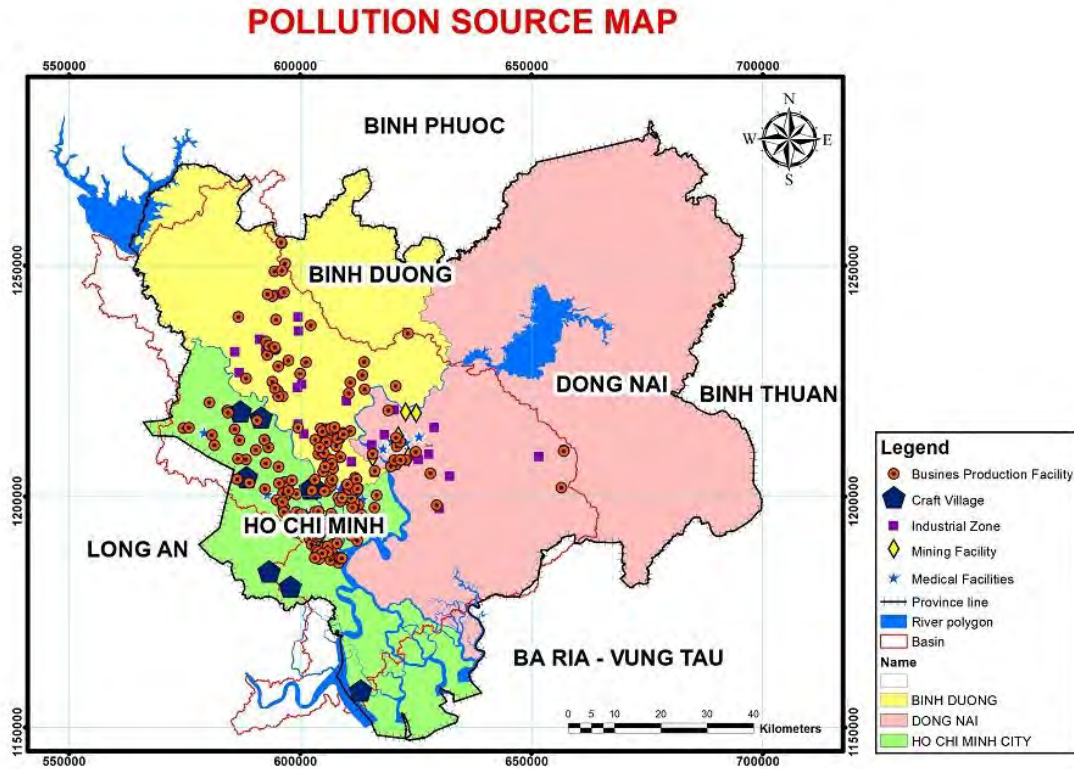 POLLUTION SOURCE MAP
550000 600000 650000 700000
N
W E
S
BINH PHUOC
1250000 1250000
BINH DUONG
DONG NAI
BINH THUAN
1200000 1200000
HO CHI MINH
LONG AN
BA RIA - VUNG TAU
0 5 10 20 30 40
Kilometers
1150000 1150000
550000 600000 650000 700000
Legend
Busines Production Facility
Craft Village
Industrial Zone
Mining Facility
Medical Facilities
Province line
River polygon
Basin
Name
BINH DUONG
DONG NAI
HO CHI MINH CITY